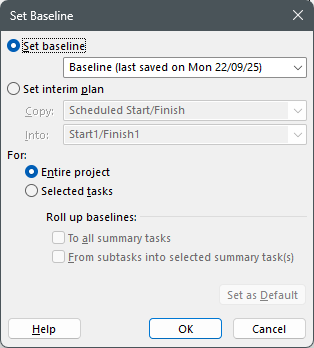 Set Baseline
Set baseline
Baseline (last saved on Mon 22/09/25)
Set interim plan
Copy: Scheduled Start/Finish
Into: Start1/Finish1
For:
Entire project
Selected tasks
Roll up baselines:
To all summary tasks
From subtasks into selected summary task(s)
Set as Default
Help OK Cancel